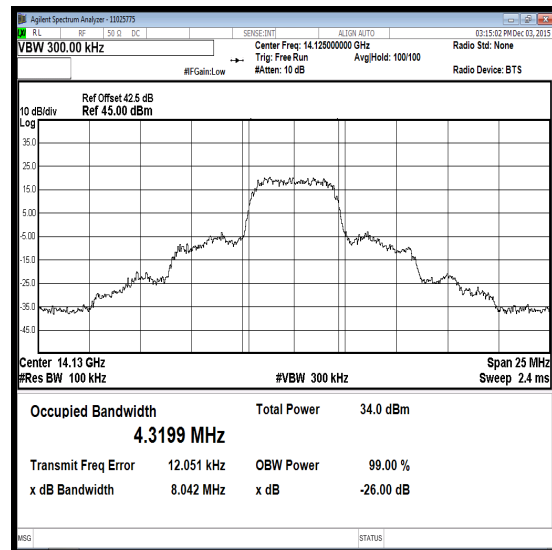 Agilent Spectrum Analyzer - 11025775
RL RF 50 Ω DC SENSE:INT ALIGN AUTO 03:15:02 PM Dec 03, 2015
VBW 300.00 kHz Center Freq: 14.125000000 GHz Radio Std: None
Trig: Free Run Avg|Hold: 100/100
#IFGain:Low #Atten: 10 dB Radio Device: BTS
Ref Offset 42.5 dB
10 dB/div Ref 45.00 dBm
Log
35.0
25.0
15.0
5.00
-5.00
-15.0
-25.0
-35.0
-45.0
Center 14.13 GHz Span 25 MHz
#Res BW 100 kHz #VBW 300 kHz Sweep 2.4 ms
Occupied Bandwidth Total Power 34.0 dBm
4.3199 MHz
Transmit Freq Error 12.051 kHz OBW Power 99.00 %
x dB Bandwidth 8.042 MHz x dB -26.00 dB
MSG STATUS